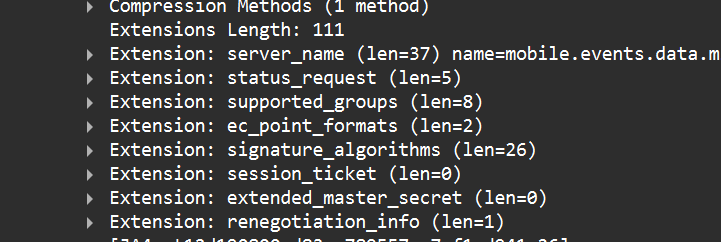 Compression Methods (1 method)
Extensions Length: 111
Extension: server_name (len=37) name=mobile.events.data.m
Extension: status_request (len=5)
Extension: supported_groups (len=8)
Extension: ec_point_formats (len=2)
Extension: signature_algorithms (len=26)
Extension: session_ticket (len=0)
Extension: extended_master_secret (len=0)
Extension: renegotiation_info (len=1)